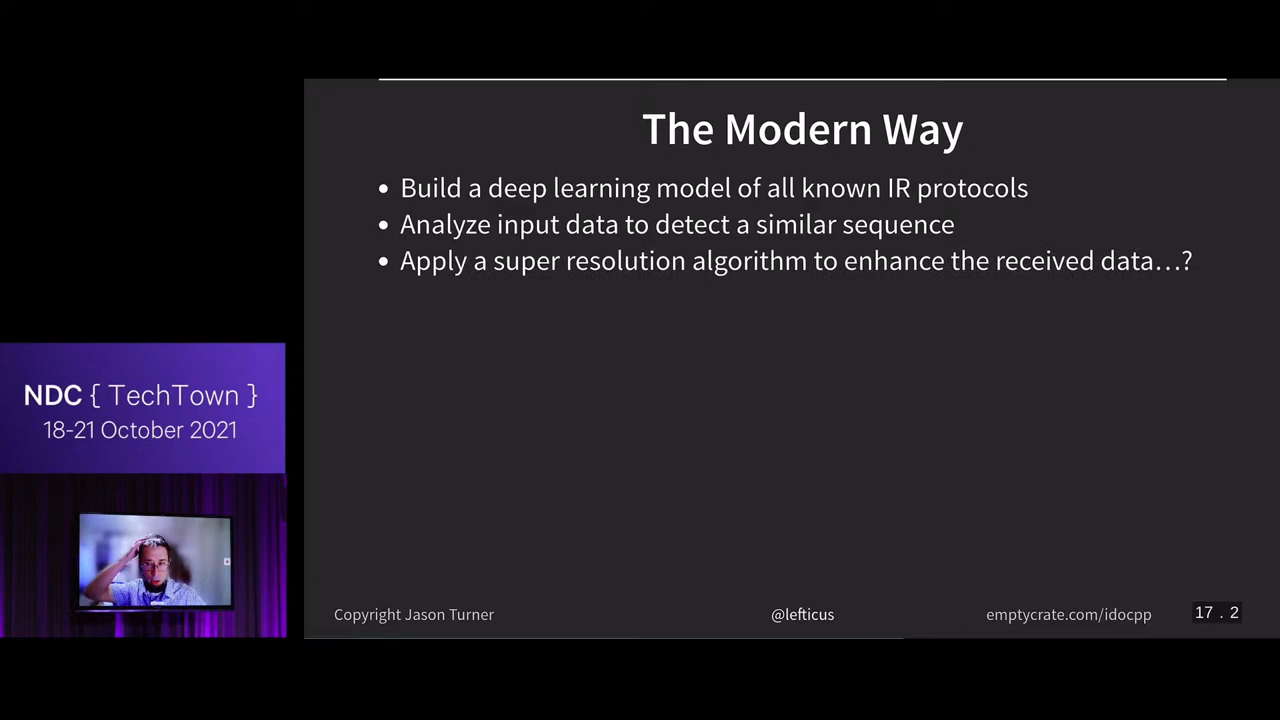 The Modern Way
• Build a deep learning model of all known IR protocols
• Analyze input data to detect a similar sequence
• Apply a super resolution algorithm to enhance the received data…?
NDC { TechTown }
18-21 October 2021
Copyright Jason Turner
@lefticus
emptycrate.com/idocpp
17 . 2